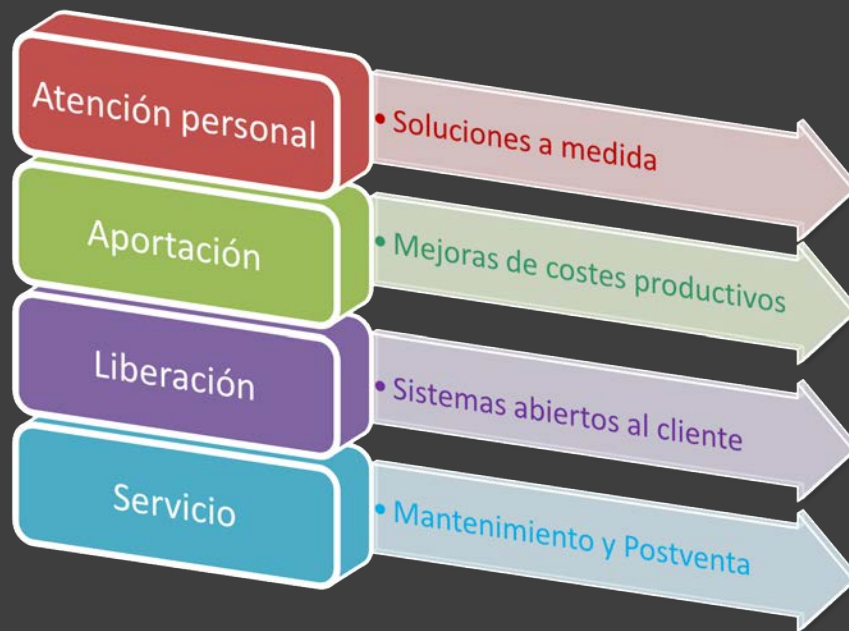 Atención personal
• Soluciones a medida
Aportación
• Mejoras de costes productivos
Liberación
• Sistemas abiertos al cliente
Servicio
• Mantenimiento y Postventa